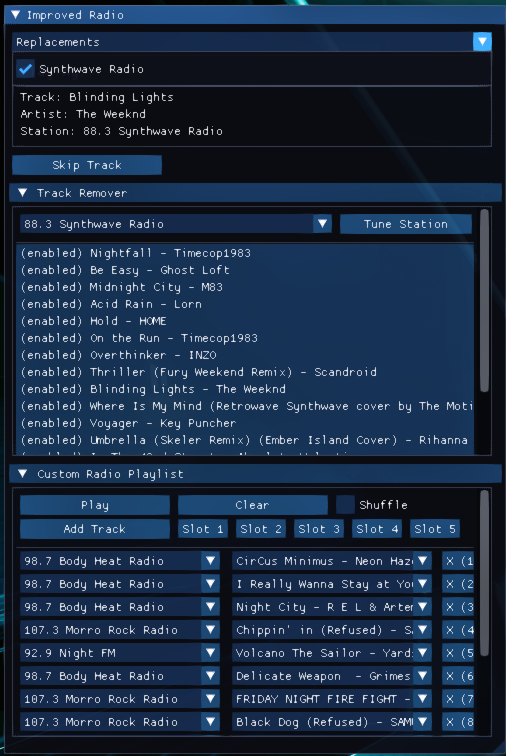 Improved Radio
Replacements
Synthwave Radio
Track: Blinding Lights
Artist: The Weeknd
Station: 88.3 Synthwave Radio
Skip Track
Track Remover
88.3 Synthwave Radio Tune Station
(enabled) Nightfall - Timecop1983
(enabled) Be Easy - Ghost Loft
(enabled) Midnight City - M83
(enabled) Acid Rain - Lorn
(enabled) Hold - HOME
(enabled) On the Run - Timecop1983
(enabled) Overthinker - INZO
(enabled) Thriller (Fury Weekend Remix) - Scandroid
(enabled) Blinding Lights - The Weeknd
(enabled) Where Is My Mind (Retrowave Synthwave cover by The Moti
(enabled) Voyager - Key Puncher
(enabled) Umbrella (Skeler Remix) (Ember Island Cover) - Rihanna
Custom Radio Playlist
Play Clear Shuffle
Add Track Slot 1 Slot 2 Slot 3 Slot 4 Slot 5
98.7 Body Heat Radio CirCus Minimus - Neon Haz X (1
98.7 Body Heat Radio I Really Wanna Stay at You X (2
98.7 Body Heat Radio Night City - R E L & Arte X (3
107.3 Morro Rock Radio Chippin' in (Refused) - S X (4
92.9 Night FM Volcano The Sailor - Yard X (5
98.7 Body Heat Radio Delicate Weapon - Grimes X (6
107.3 Morro Rock Radio FRIDAY NIGHT FIRE FIGHT - X (7
107.3 Morro Rock Radio Black Dog (Refused) - SAM X (8